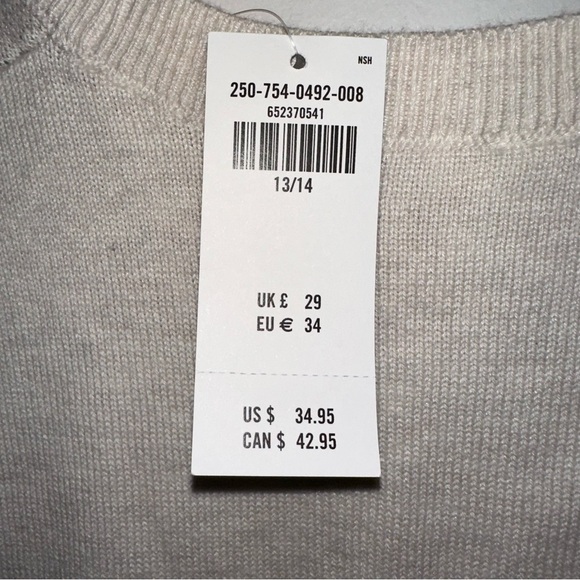 NSH
250-754-0492-008
652370541
13/14
UK £ 29
EU € 34
US $ 34.95
CAN $ 42.95